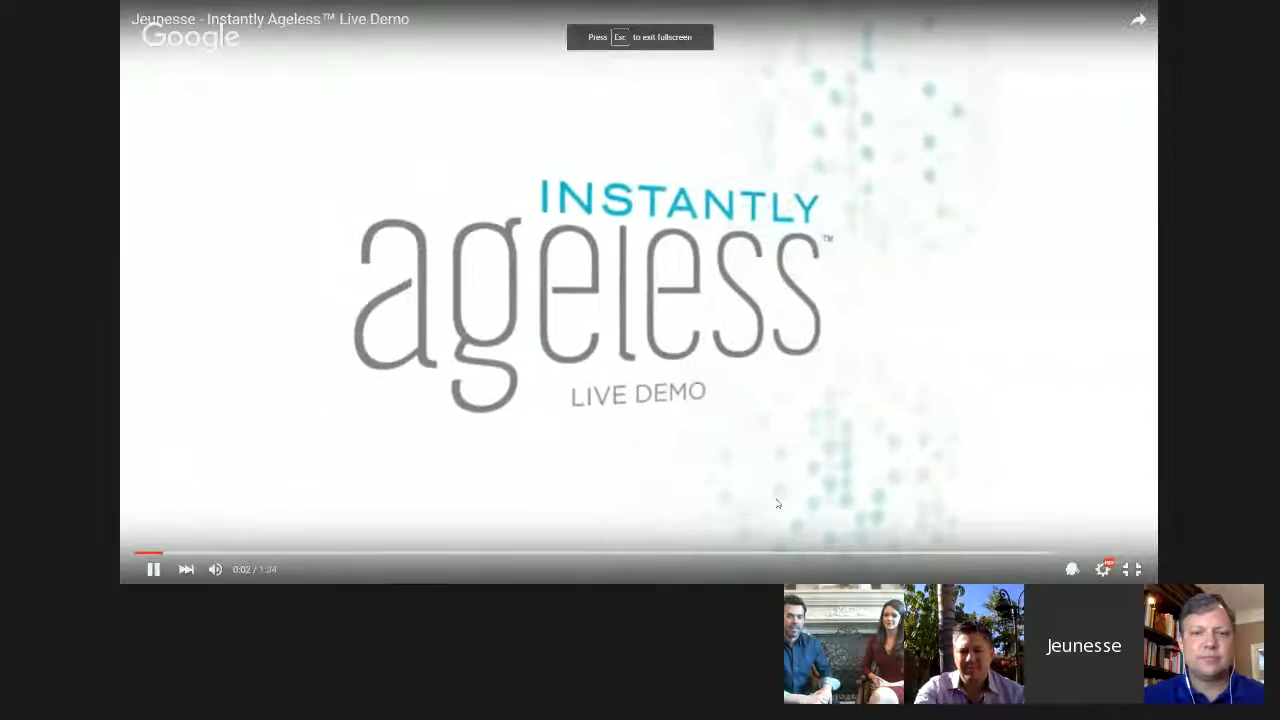 Jeunesse - Instantly Ageless™ Live Demo
Google
Press Esc to exit fullscreen
INSTANTLY
ageless™
LIVE DEMO
0:02 / 1:34
HD
Jeunesse